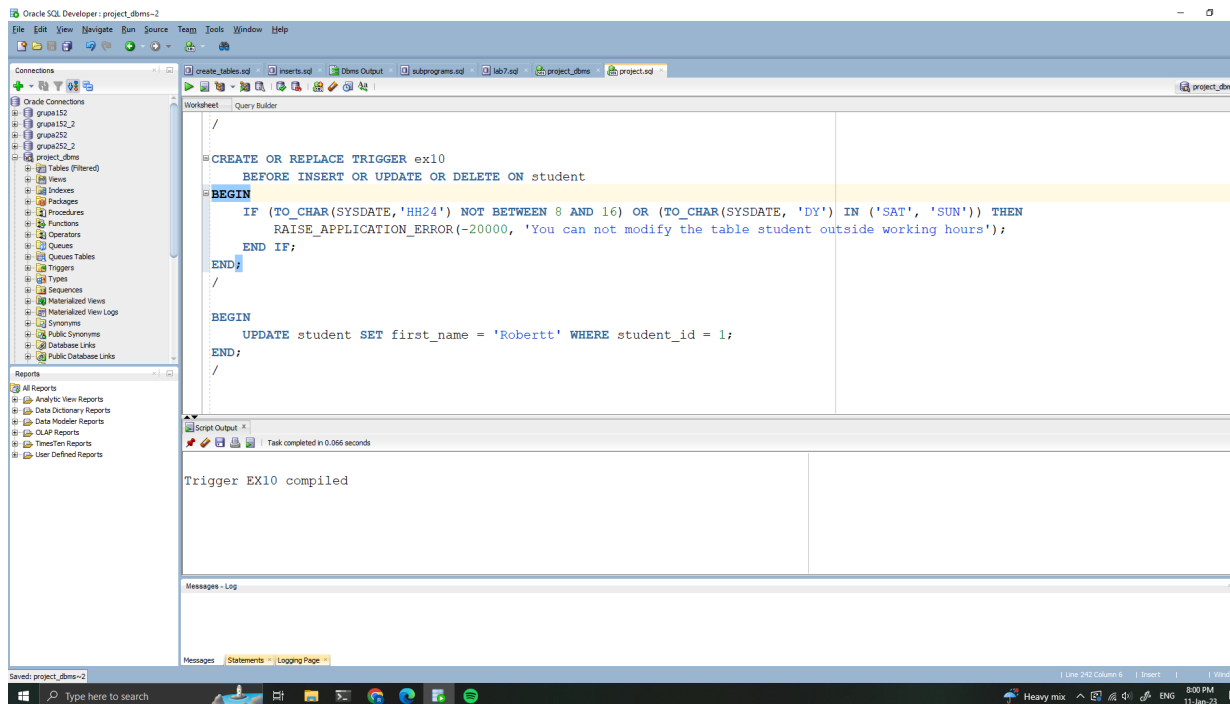 Oracle SQL Developer : project_dbms~2
File Edit View Navigate Run Source Team Tools Window Help
Connections
create_tables.sql inserts.sql Dbms Output subprograms.sql lab7.sql project_dbms project.sql
project_dbm
Worksheet Query Builder
Oracle Connections
grupa152
grupa152_2
grupa252
grupa252_2
project_dbms
Tables (Filtered)
Views
Indexes
Packages
Procedures
Functions
Operators
Queues
Queues Tables
Triggers
Types
Sequences
Materialized Views
Materialized View Logs
Synonyms
Public Synonyms
Database Links
Public Database Links
/
CREATE OR REPLACE TRIGGER ex10
BEFORE INSERT OR UPDATE OR DELETE ON student
BEGIN
IF (TO_CHAR(SYSDATE,'HH24') NOT BETWEEN 8 AND 16) OR (TO_CHAR(SYSDATE, 'DY') IN ('SAT', 'SUN')) THEN
RAISE_APPLICATION_ERROR(-20000, 'You can not modify the table student outside working hours');
END IF;
END;
/
BEGIN
UPDATE student SET first_name = 'Robertt' WHERE student_id = 1;
END;
/
Reports
All Reports
Analytic View Reports
Data Dictionary Reports
Data Modeler Reports
OLAP Reports
TimesTen Reports
User Defined Reports
Script Output
Task completed in 0.066 seconds
Trigger EX10 compiled
Messages - Log
Messages Statements Logging Page
Saved: project_dbms~2
Line 242 Column 6 Insert Wind
Type here to search
Heavy mix ENG 8:00 PM
11-Jan-23